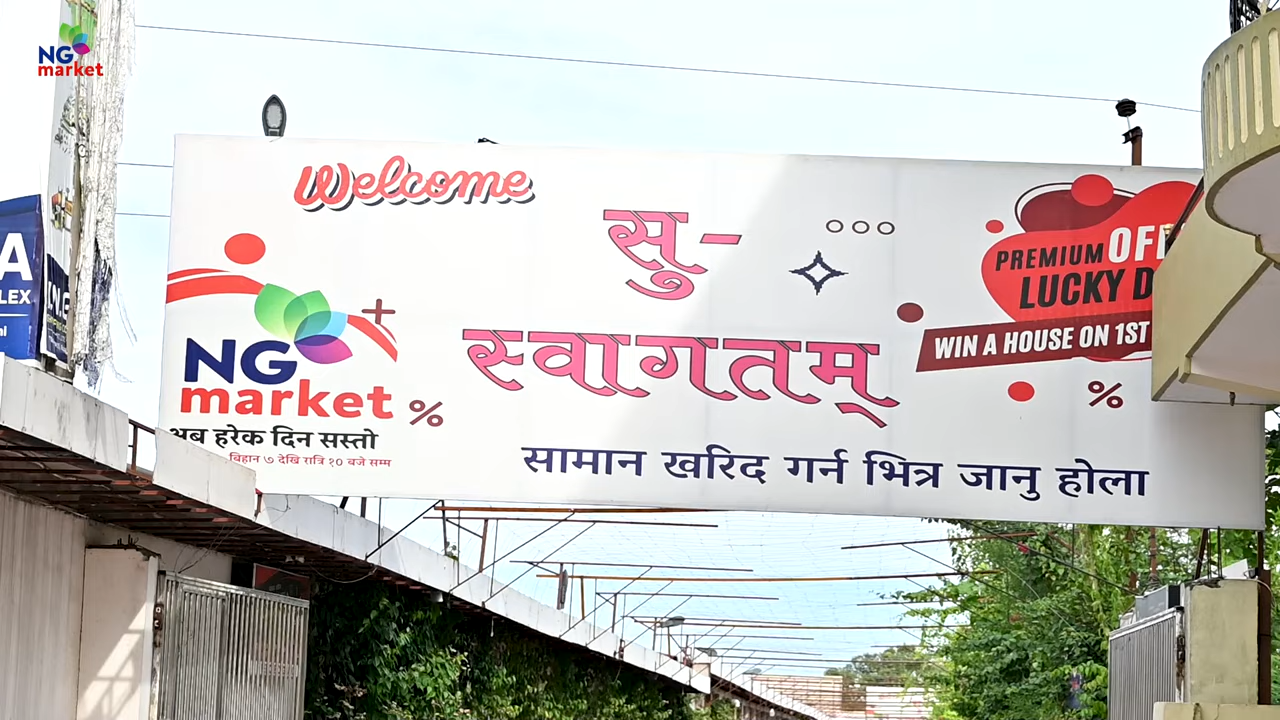 NG
market
Welcome
सु-
स्वागतम्
NG
market
अब हरेक दिन सस्तो
बिहान ७ देखि रात्रि १० बजे सम्म
%
सामान खरिद गर्न भित्र जानु होला
PREMIUM
LUCKY
WIN A HOUSE ON 1ST
%
A
LEX